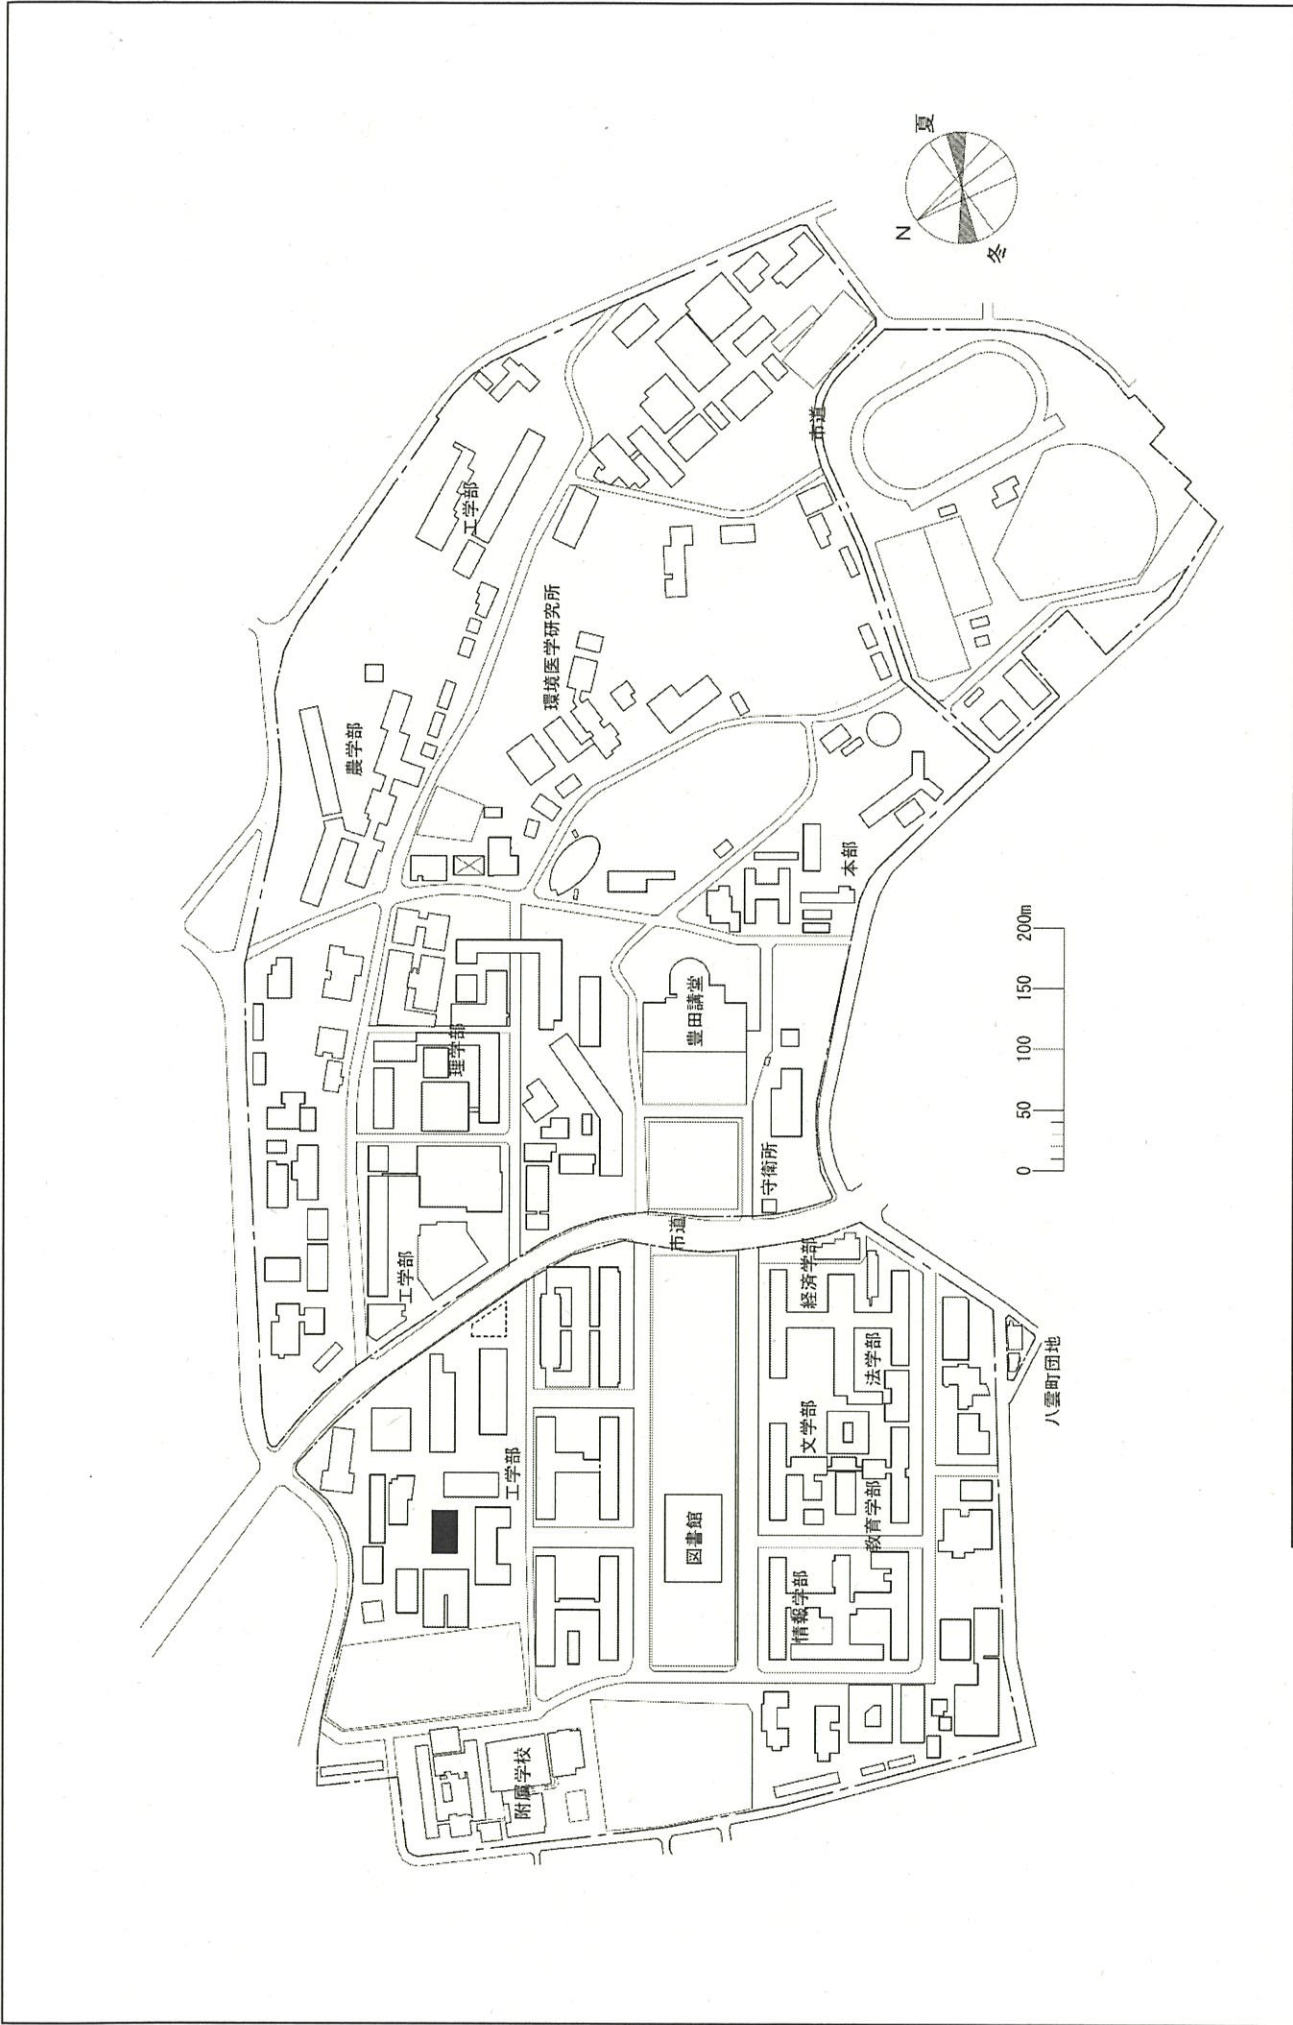 夏
N
冬
工学部
市道
環境医学研究所
農学部
本部
理学部
豊田講堂
0 50 100 150 200m
守衛所
工学部
市道
経済学部
法学部
八雲町団地
文学部
工学部
図書館
教育学部
情報学部
附属学校